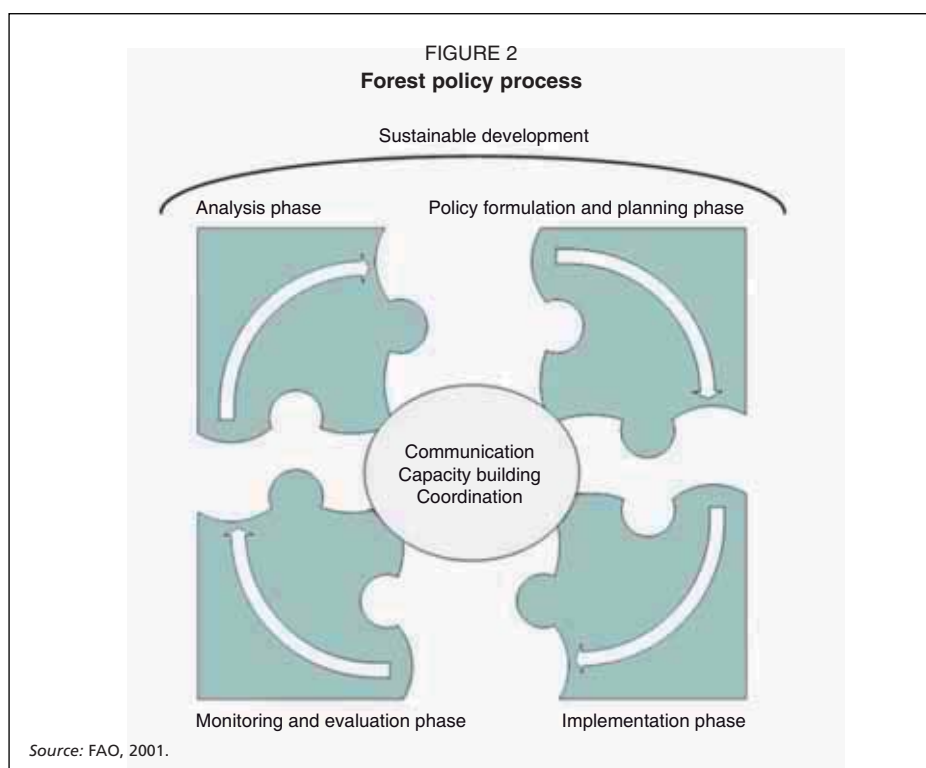 FIGURE 2
Forest policy process
Sustainable development
Analysis phase
Policy formulation and planning phase
Communication
Capacity building
Coordination
Monitoring and evaluation phase
Implementation phase
Source: FAO, 2001.